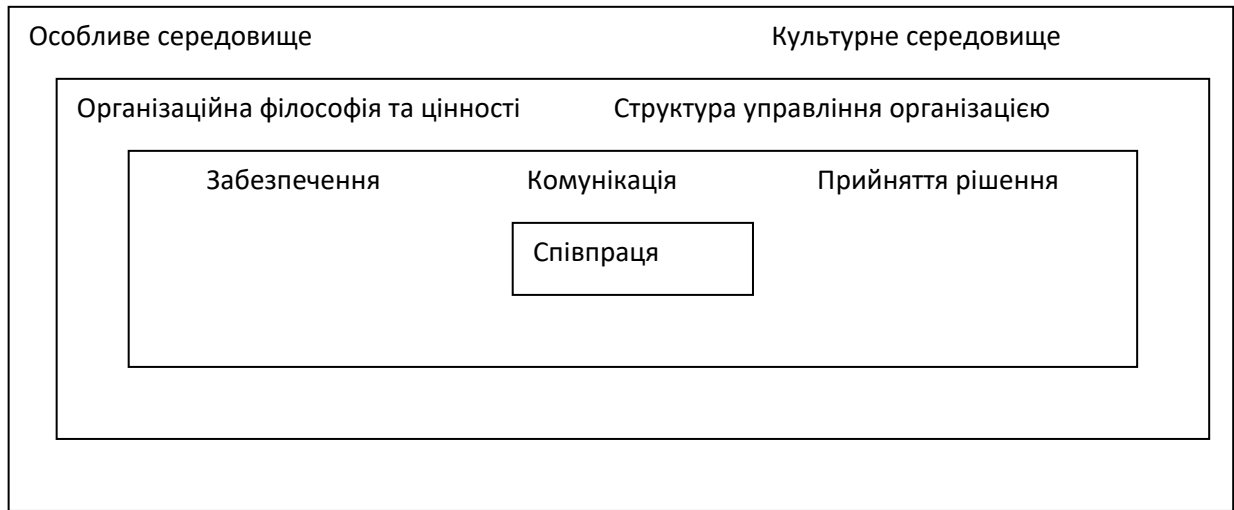 Особливе середовище Культурне середовище
Організаційна філософія та цінності Структура управління організацією
Забезпечення Комунікація Прийняття рішення
Співпраця